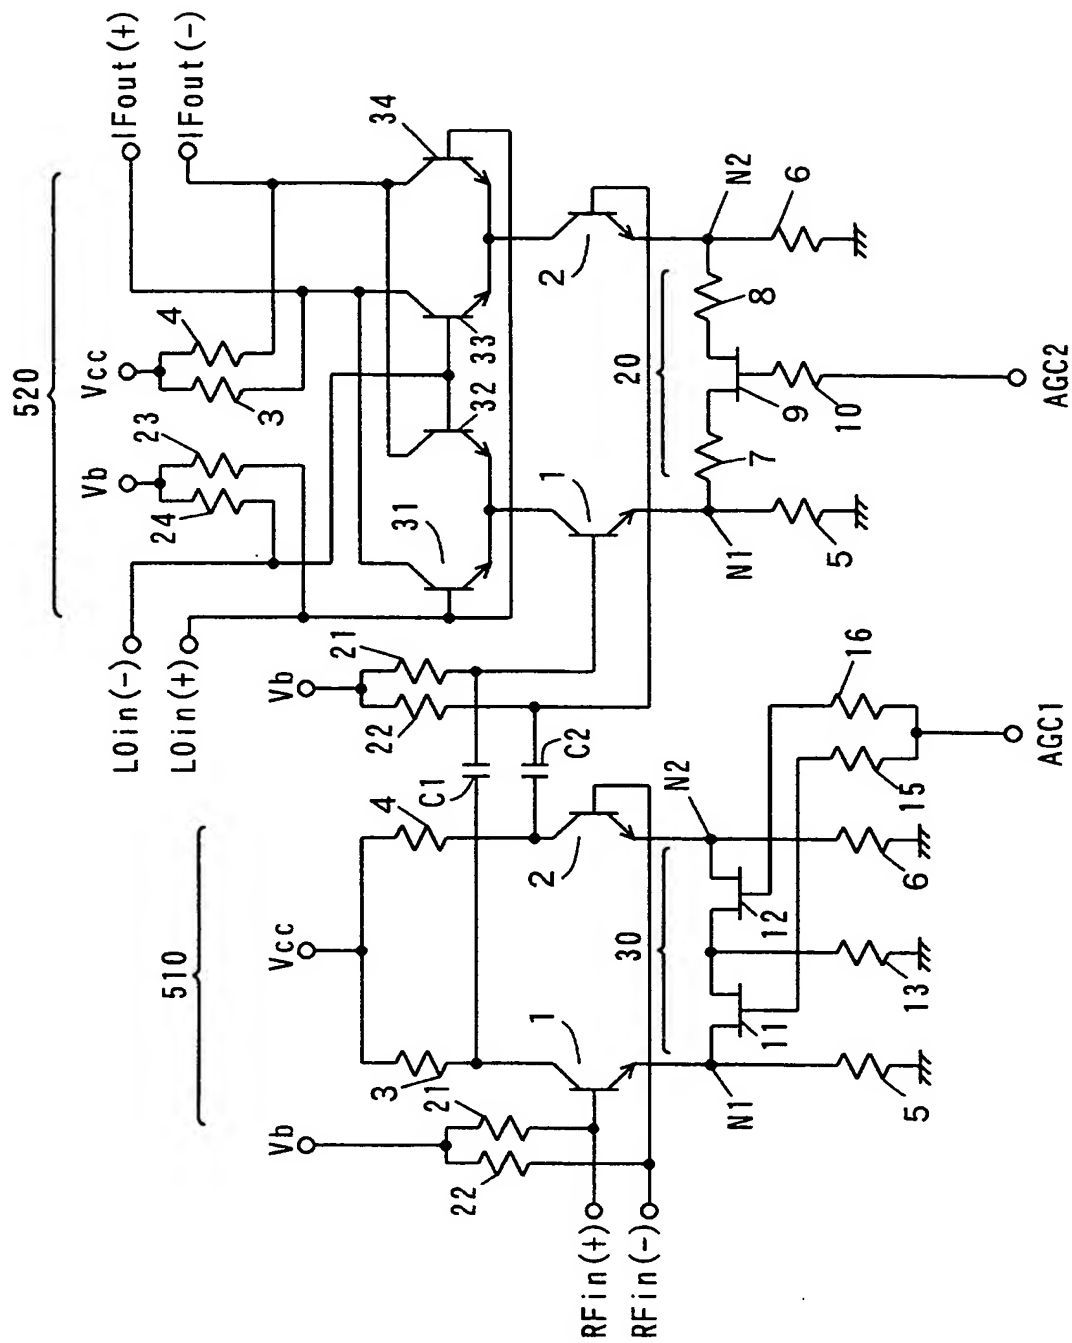 520
IFout(+)
IFout(-)
Vcc
Vb
4
3
23
24
LOin(-)
LOin(+)
34
33
32
31
2
1
Vb
21
22
C1
C2
20
N2
N1
8
7
9
6
5
10
AGC2
510
Vcc
Vb
4
3
21
22
2
1
RFin(+)
RFin(-)
30
N2
N1
12
11
16
15
6
13
5
AGC1